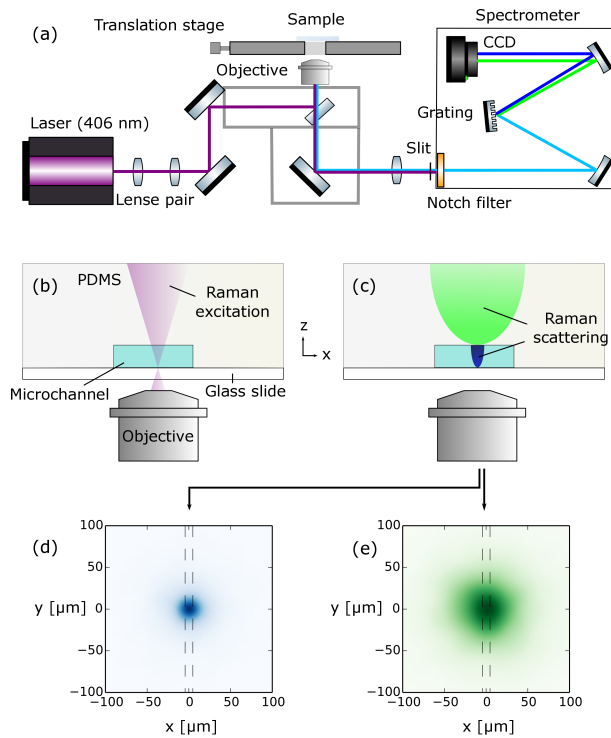 (a)
Translation stage
Sample
Spectrometer
CCD
Objective
Grating
Laser (406 nm)
Slit
Lense pair
Notch filter
(b)
PDMS
Raman
excitation
Microchannel
Glass slide
Objective
z
x
(c)
Raman
scattering
(d)
100
50
0
−50
−100
y [µm]
−100 −50 0 50 100
x [µm]
(e)
100
50
0
−50
−100
y [µm]
−100 −50 0 50 100
x [µm]